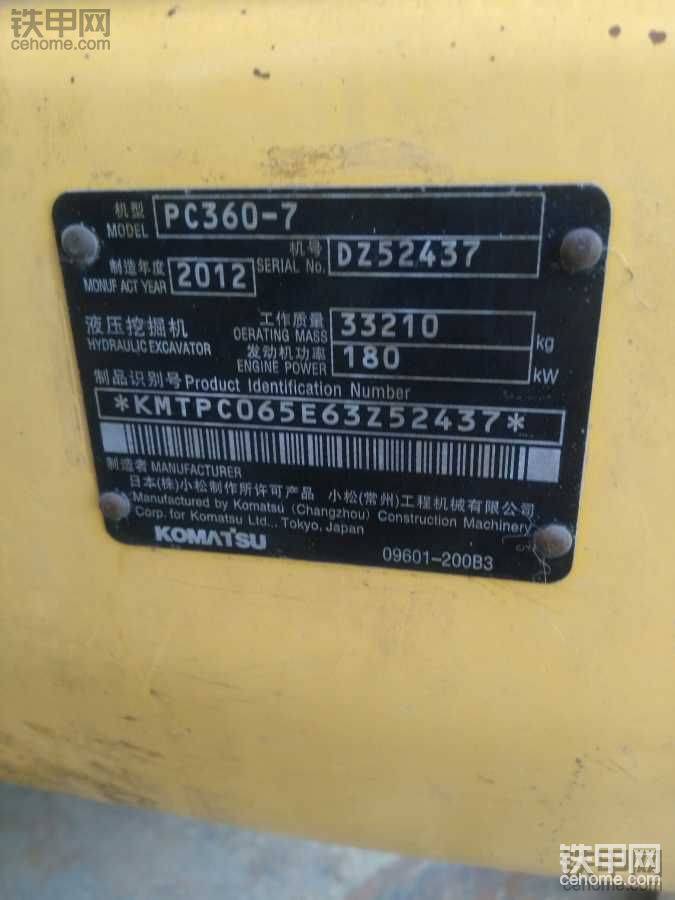 铁甲网
cehome.com
机型 MODEL PC360-7
机号 SERIAL No. DZ52437
制造年度 MONUF ACT YEAR 2012
液压挖掘机 HYDRAULIC EXCAVATOR
工作质量 OERATING MASS 33210 kg
发动机功率 ENGINE POWER 180 kW
制品识别号 Product Identification Number
*KMTPC065E63Z52437*
制造者 MANUFACTURER
日本(株)小松制作所许可产品 小松(常州)工程机械有限公司
Manufactured by Komatsu (Changzhou) Construction Machinery
Corp. for Komatsu Ltd., Tokyo, Japan
KOMATSU
09601-200B3
铁甲网
cehome.com